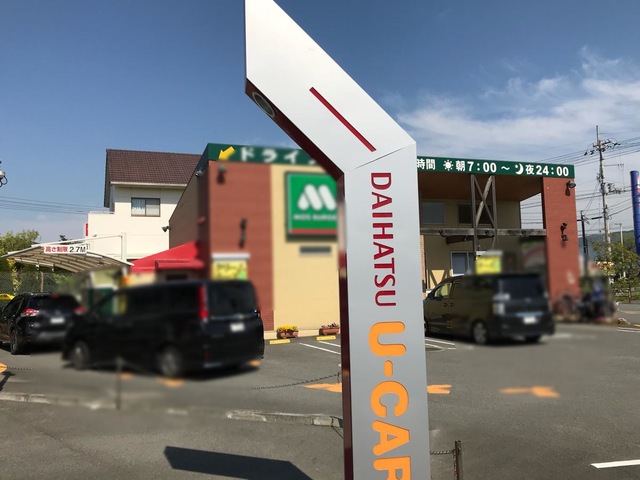 ドライ
時間 ☀朝7:00～☽夜24:00
MOS BURGER
高さ制限 2.7M
DAIHATSU
U-CAR